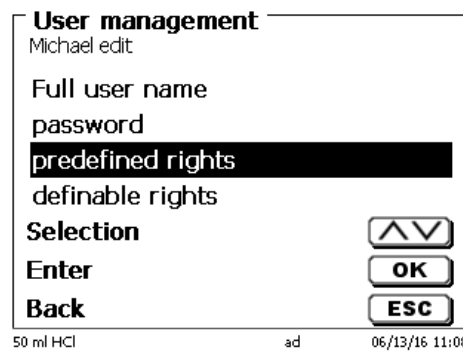 User management
Michael edit
Full user name
password
predefined rights
definable rights
Selection
Enter OK
Back ESC
50 ml HCl ad 06/13/16 11:08